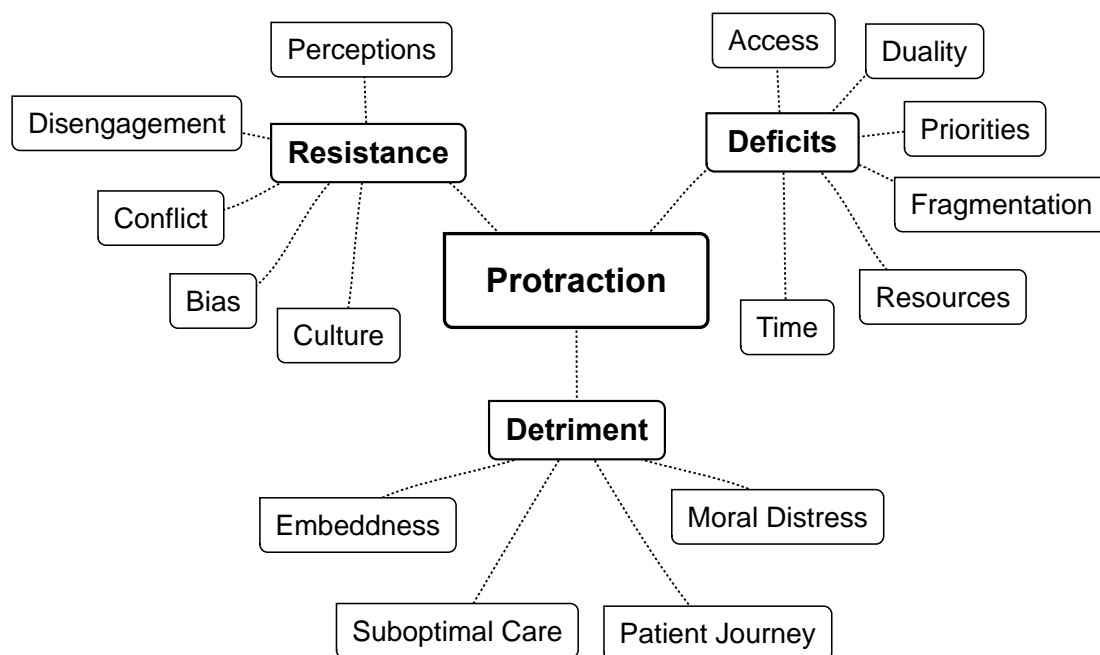 Perceptions
Access
Duality
Disengagement
Resistance
Deficits
Priorities
Conflict
Fragmentation
Protraction
Bias
Culture
Time
Resources
Detriment
Embeddness
Moral Distress
Suboptimal Care
Patient Journey